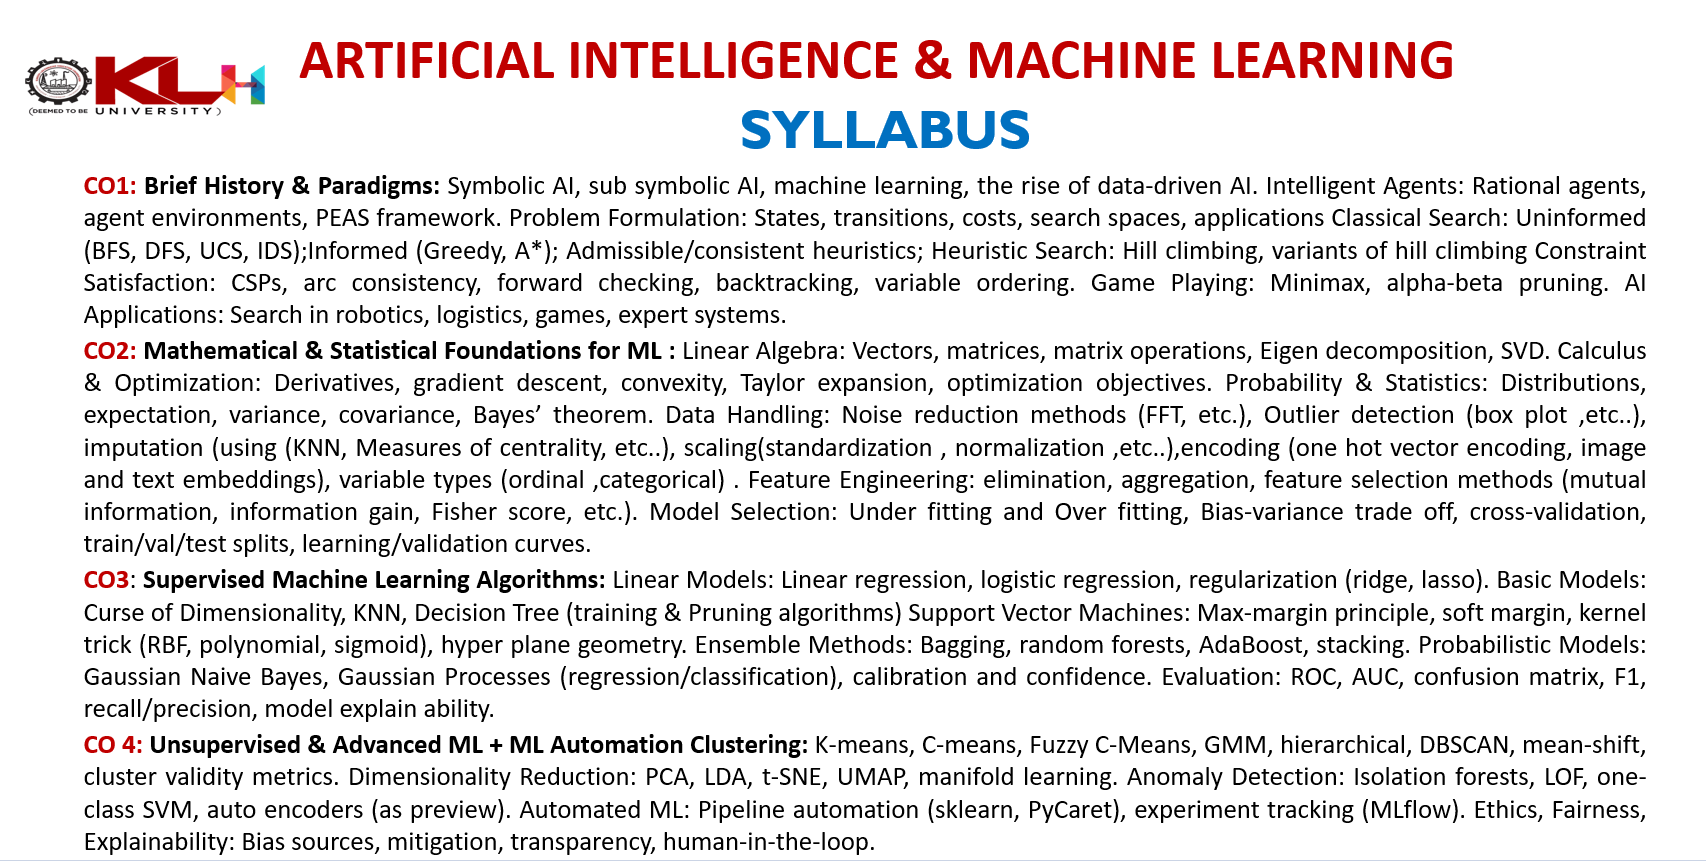 KLH
(DEEMED TO BE UNIVERSITY)
ARTIFICIAL INTELLIGENCE & MACHINE LEARNING
SYLLABUS
CO1: Brief History & Paradigms: Symbolic AI, sub symbolic AI, machine learning, the rise of data-driven AI. Intelligent Agents: Rational agents,
agent environments, PEAS framework. Problem Formulation: States, transitions, costs, search spaces, applications Classical Search: Uninformed
(BFS, DFS, UCS, IDS);Informed (Greedy, A*); Admissible/consistent heuristics; Heuristic Search: Hill climbing, variants of hill climbing Constraint
Satisfaction: CSPs, arc consistency, forward checking, backtracking, variable ordering. Game Playing: Minimax, alpha-beta pruning. AI
Applications: Search in robotics, logistics, games, expert systems.
CO2: Mathematical & Statistical Foundations for ML : Linear Algebra: Vectors, matrices, matrix operations, Eigen decomposition, SVD. Calculus
& Optimization: Derivatives, gradient descent, convexity, Taylor expansion, optimization objectives. Probability & Statistics: Distributions,
expectation, variance, covariance, Bayes’ theorem. Data Handling: Noise reduction methods (FFT, etc.), Outlier detection (box plot ,etc..),
imputation (using (KNN, Measures of centrality, etc..), scaling(standardization , normalization ,etc..),encoding (one hot vector encoding, image
and text embeddings), variable types (ordinal ,categorical) . Feature Engineering: elimination, aggregation, feature selection methods (mutual
information, information gain, Fisher score, etc.). Model Selection: Under fitting and Over fitting, Bias-variance trade off, cross-validation,
train/val/test splits, learning/validation curves.
CO3: Supervised Machine Learning Algorithms: Linear Models: Linear regression, logistic regression, regularization (ridge, lasso). Basic Models:
Curse of Dimensionality, KNN, Decision Tree (training & Pruning algorithms) Support Vector Machines: Max-margin principle, soft margin, kernel
trick (RBF, polynomial, sigmoid), hyper plane geometry. Ensemble Methods: Bagging, random forests, AdaBoost, stacking. Probabilistic Models:
Gaussian Naive Bayes, Gaussian Processes (regression/classification), calibration and confidence. Evaluation: ROC, AUC, confusion matrix, F1,
recall/precision, model explain ability.
CO 4: Unsupervised & Advanced ML + ML Automation Clustering: K-means, C-means, Fuzzy C-Means, GMM, hierarchical, DBSCAN, mean-shift,
cluster validity metrics. Dimensionality Reduction: PCA, LDA, t-SNE, UMAP, manifold learning. Anomaly Detection: Isolation forests, LOF, one-
class SVM, auto encoders (as preview). Automated ML: Pipeline automation (sklearn, PyCaret), experiment tracking (MLflow). Ethics, Fairness,
Explainability: Bias sources, mitigation, transparency, human-in-the-loop.